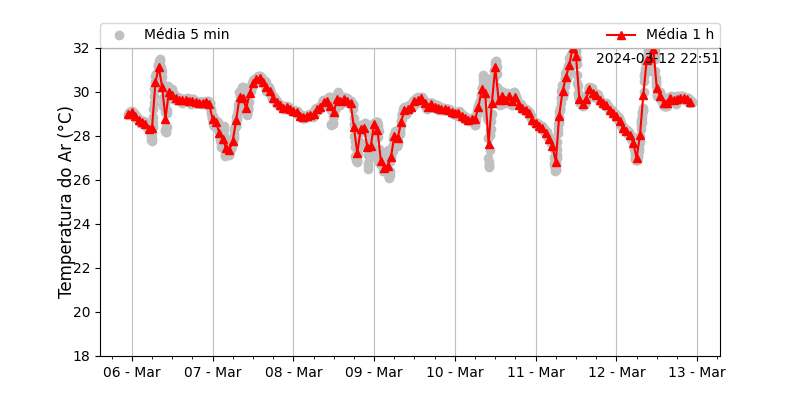 Média 5 min
Média 1 h
2024-03-12 22:51
Temperatura do Ar (°C)
32
30
28
26
24
22
20
18
06 - Mar
07 - Mar
08 - Mar
09 - Mar
10 - Mar
11 - Mar
12 - Mar
13 - Mar